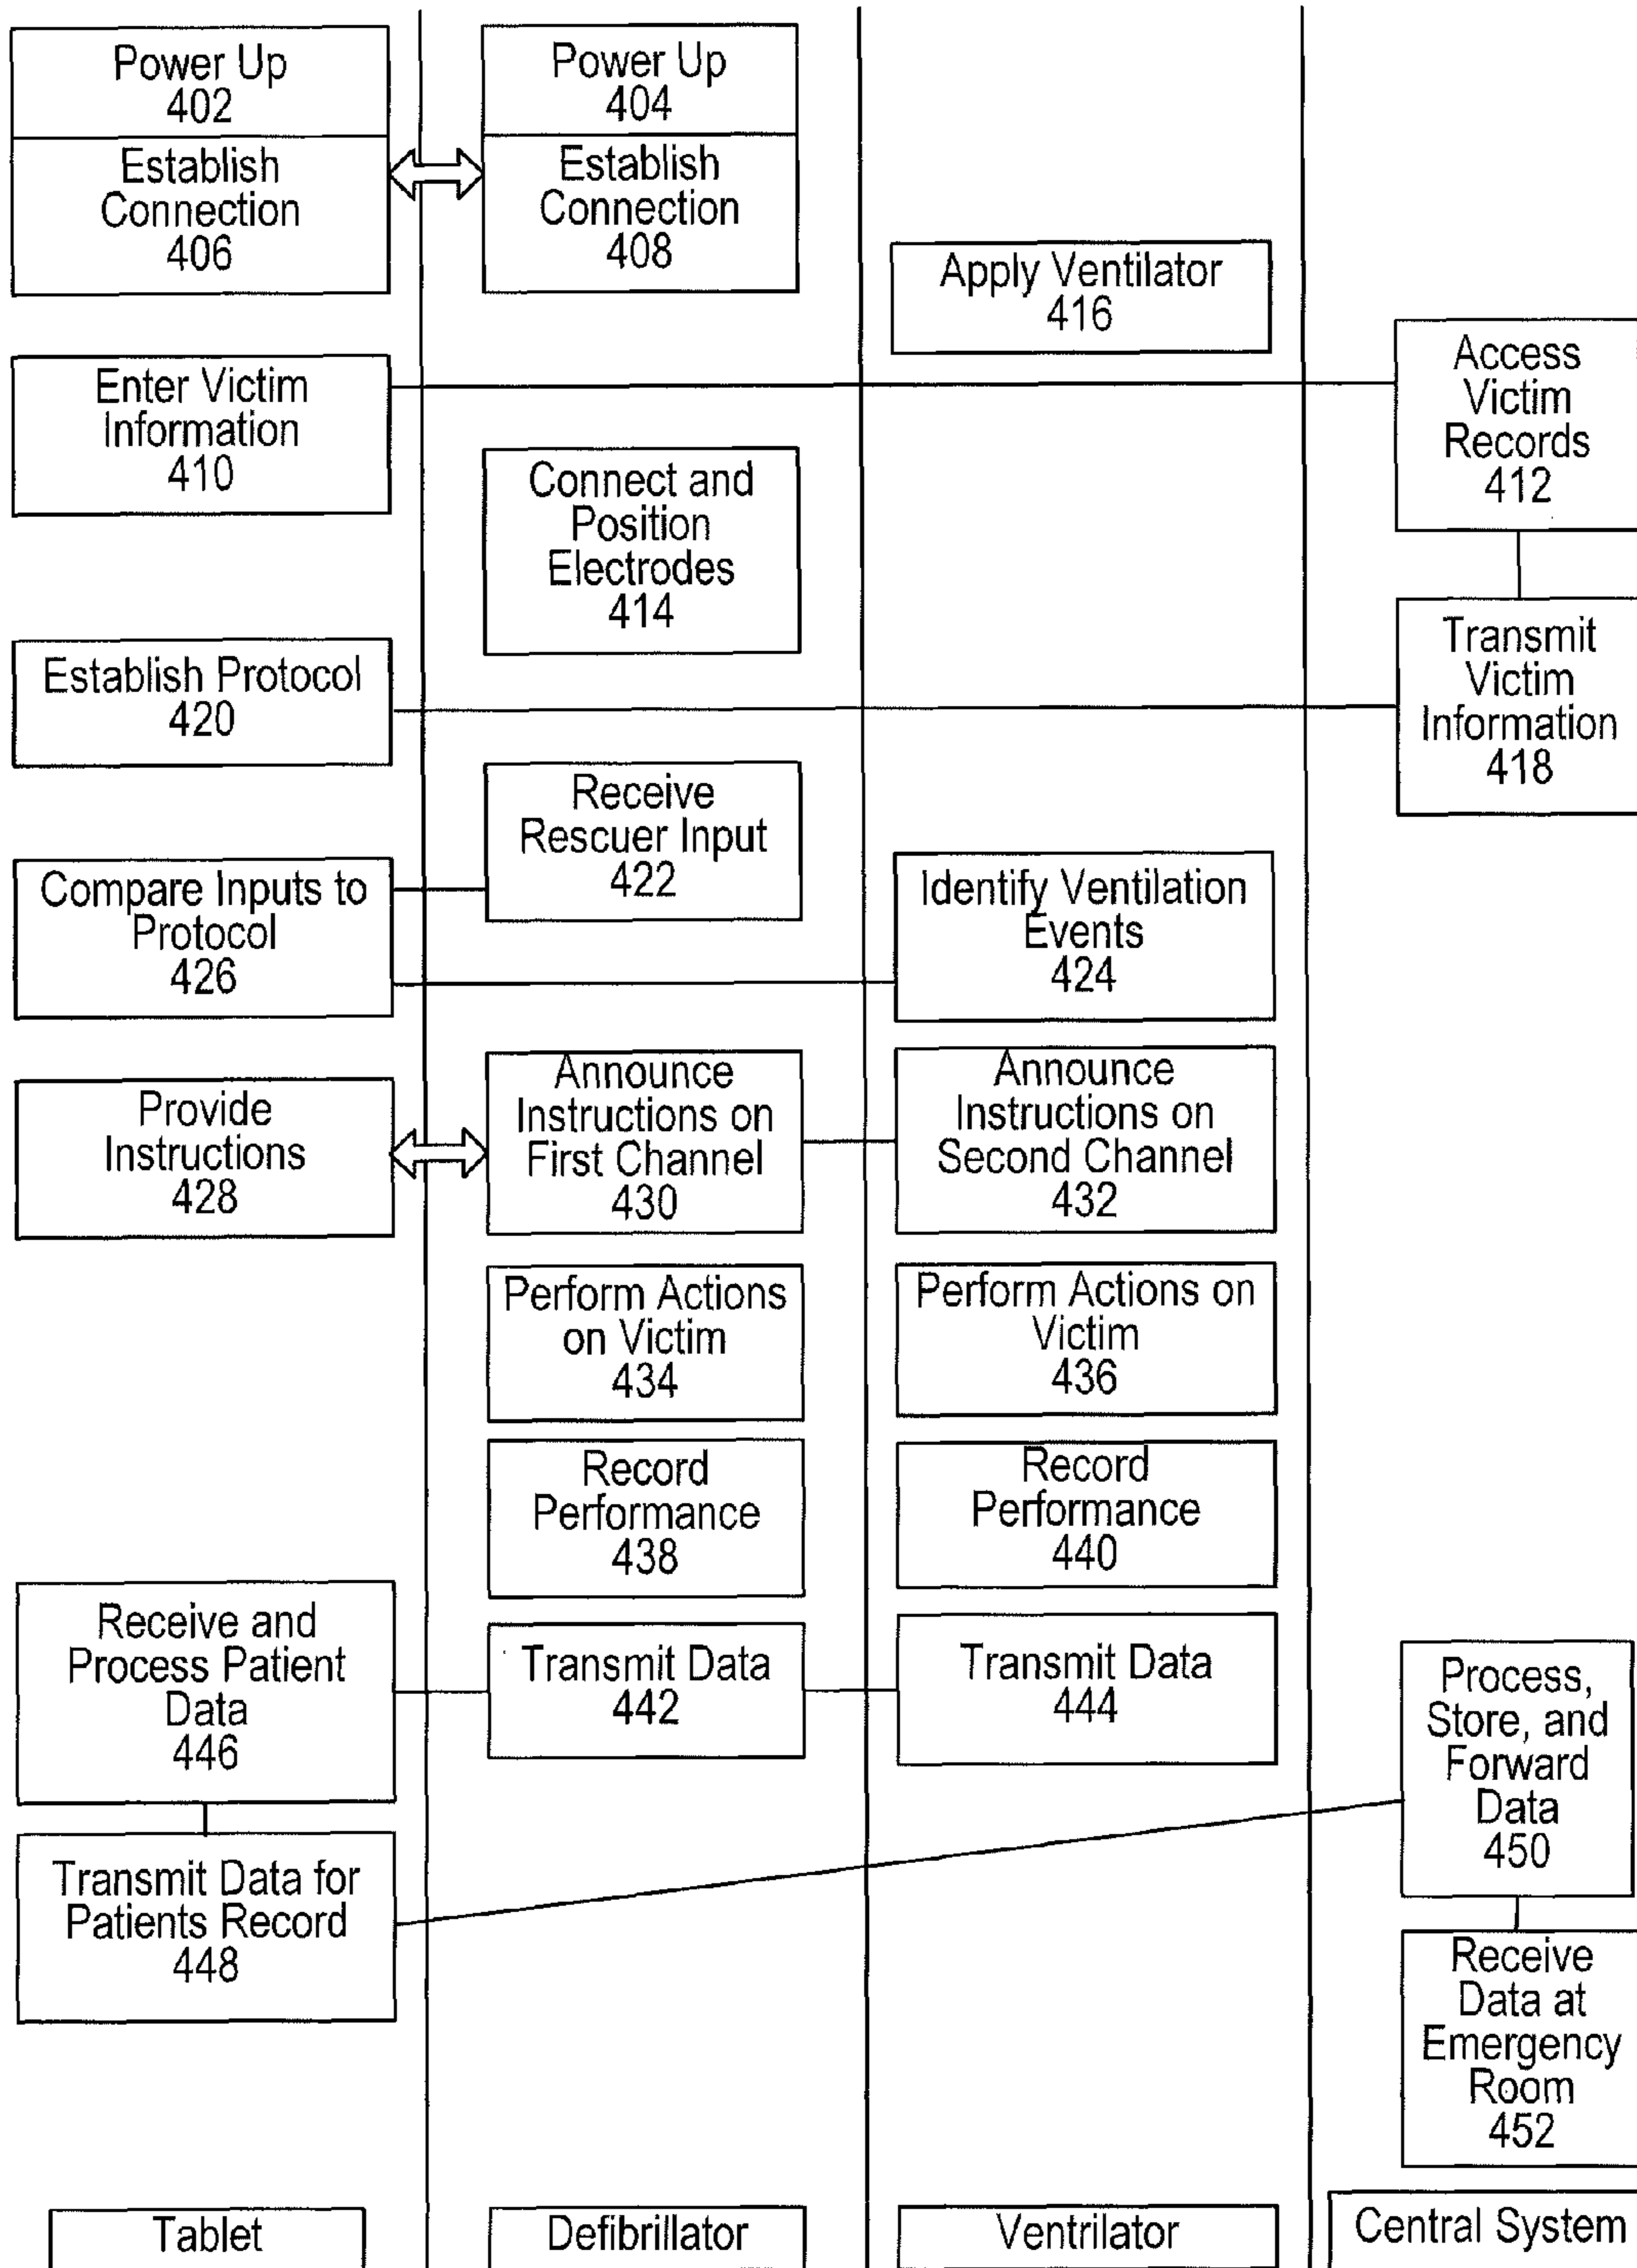 Power Up
402
Establish
Connection
406
Power Up
404
Establish
Connection
408
Apply Ventilator
416
Enter Victim
Information
410
Access
Victim
Records
412
Connect and
Position
Electrodes
414
Transmit
Victim
Information
418
Establish Protocol
420
Receive
Rescuer Input
422
Compare Inputs to
Protocol
426
Identify Ventilation
Events
424
Provide
Instructions
428
Announce
Instructions on
First Channel
430
Announce
Instructions on
Second Channel
432
Perform Actions
on Victim
434
Perform Actions on
Victim
436
Record
Performance
438
Record
Performance
440
Receive and
Process Patient
Data
446
Transmit Data
442
Transmit Data
444
Process,
Store, and
Forward
Data
450
Transmit Data for
Patients Record
448
Receive
Data at
Emergency
Room
452
Tablet
Defibrillator
Ventrilator
Central System